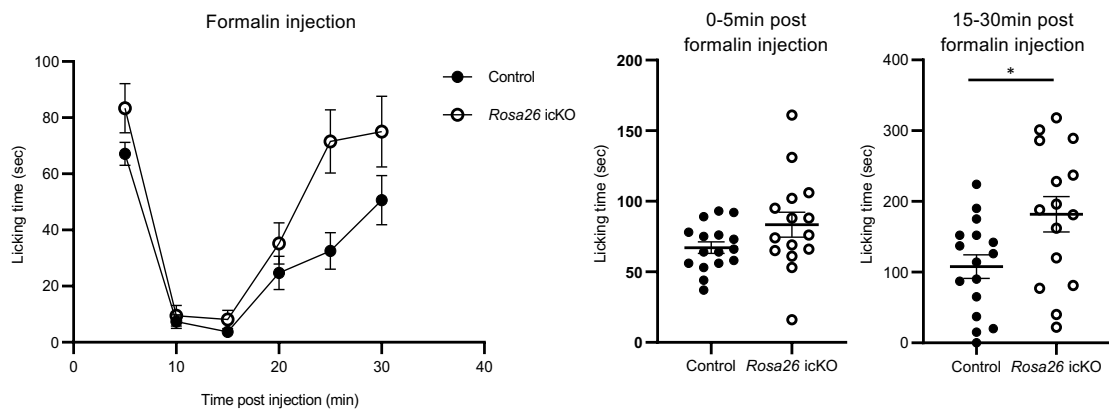 Formalin injection
Licking time (sec)
100
80
60
40
20
0
0
10
20
30
40
Time post injection (min)
Control
Rosa26 icKO
0-5min post
formalin injection
Licking time (sec)
200
150
100
50
0
Control
Rosa26 icKO
15-30min post
formalin injection
Licking time (sec)
400
300
200
100
0
*
Control
Rosa26 icKO